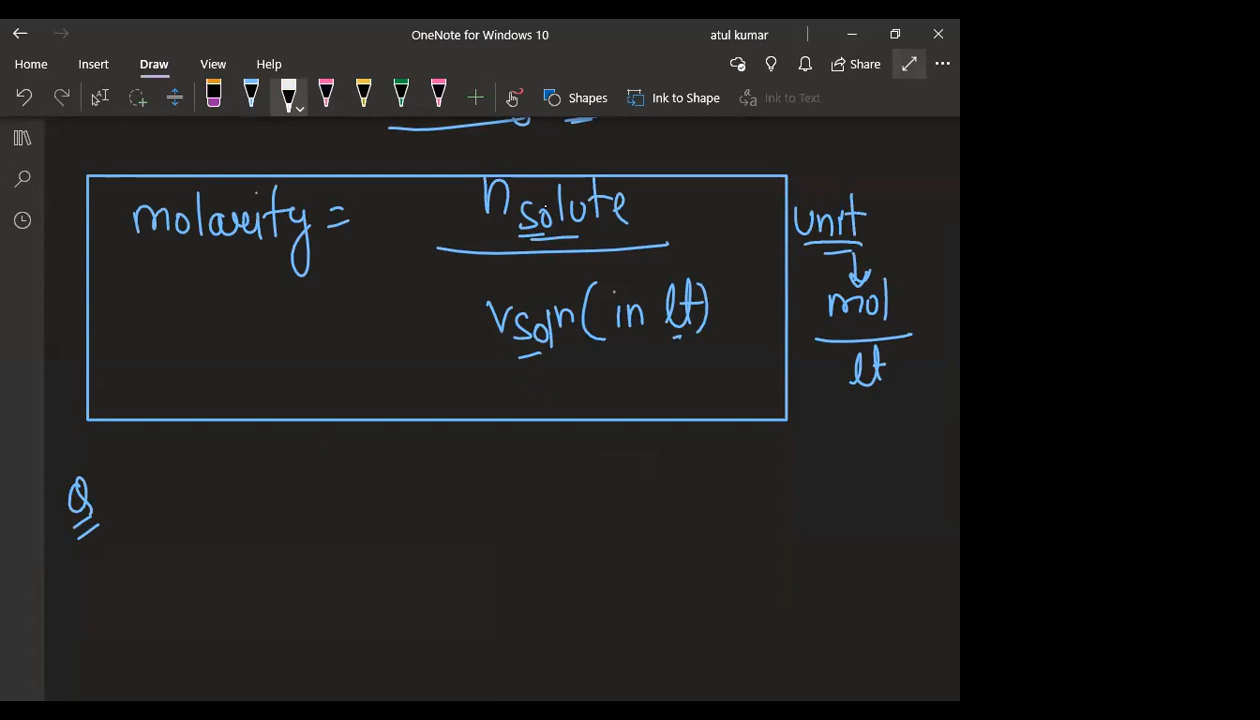 OneNote for Windows 10
atul kumar
Home Insert Draw View Help
Share
Shapes
Ink to Shape
Ink to Text
molarity = n solute
v soln (in lt)
unit
mol
lt
Q